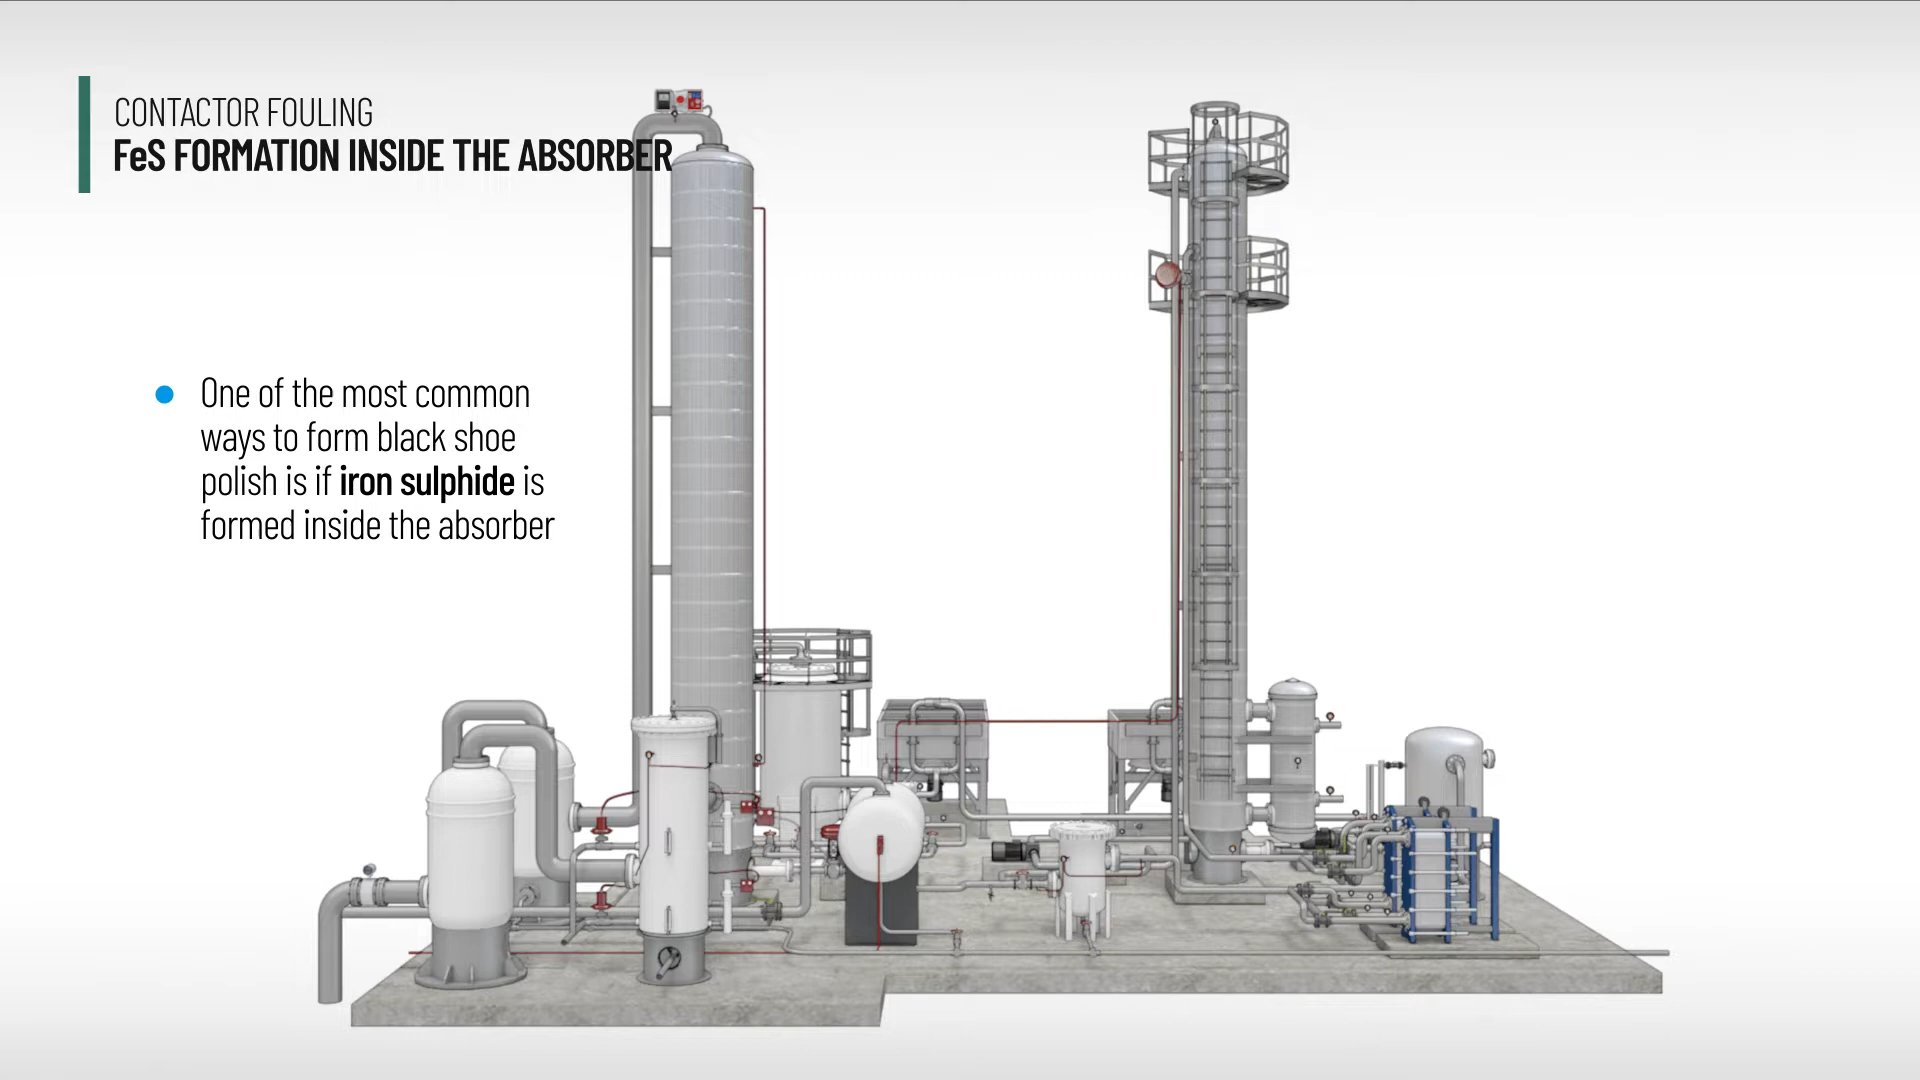 CONTACTOR FOULING
FeS FORMATION INSIDE THE ABSORBER
One of the most common
ways to form black shoe
polish is if iron sulphide is
formed inside the absorber